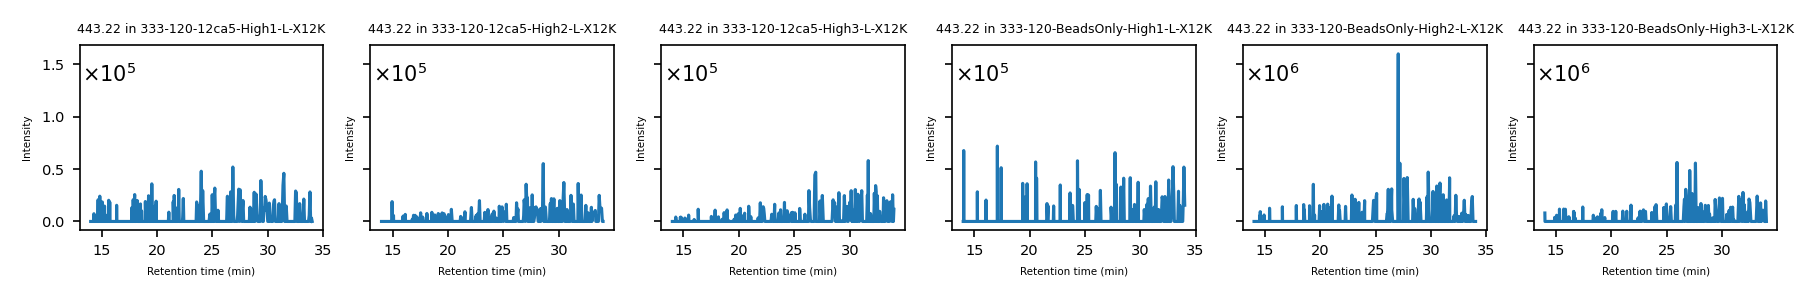 443.22 in 333-120-12ca5-High1-L-X12K
443.22 in 333-120-12ca5-High2-L-X12K
443.22 in 333-120-12ca5-High3-L-X12K
443.22 in 333-120-BeadsOnly-High1-L-X12K
443.22 in 333-120-BeadsOnly-High2-L-X12K
443.22 in 333-120-BeadsOnly-High3-L-X12K
×10⁵
×10⁵
×10⁵
×10⁵
×10⁶
×10⁶
1.5
1.0
0.5
0.0
Intensity
Intensity
Intensity
Intensity
Intensity
Intensity
15 20 25 30 35
15 20 25 30
15 20 25 30
15 20 25 30 35
15 20 25 30 35
15 20 25 30
Retention time (min)
Retention time (min)
Retention time (min)
Retention time (min)
Retention time (min)
Retention time (min)